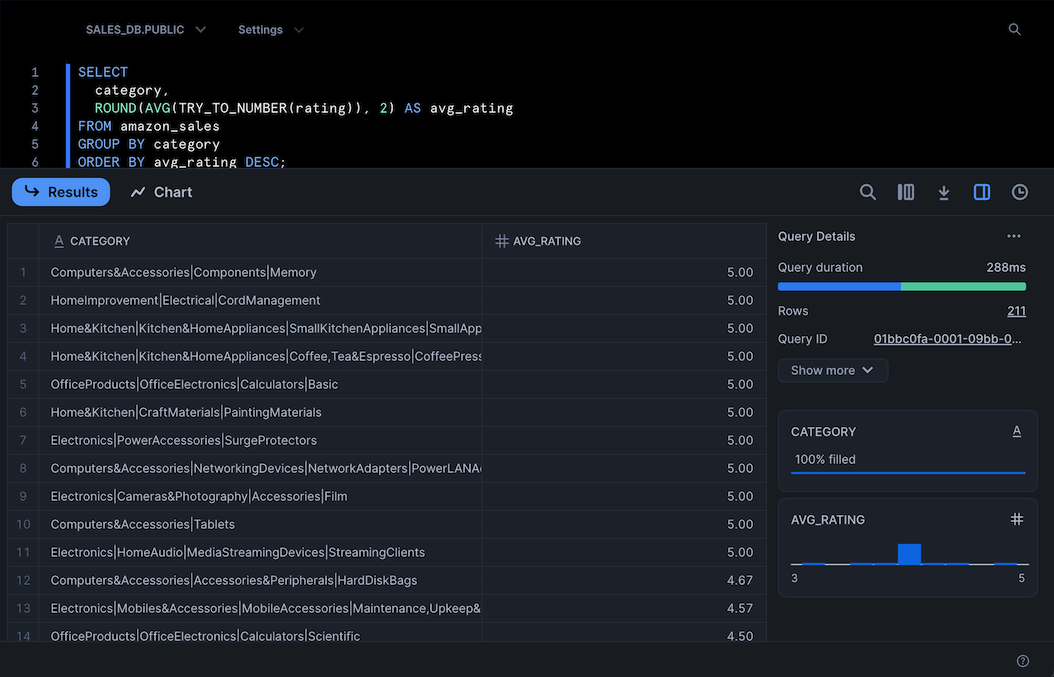 SALES_DB.PUBLIC Settings
1 SELECT
2 category,
3 ROUND(AVG(TRY_TO_NUMBER(rating)), 2) AS avg_rating
4 FROM amazon_sales
5 GROUP BY category
6 ORDER BY avg_rating DESC;
Results Chart
A CATEGORY # AVG_RATING
1 Computers&Accessories|Components|Memory 5.00
2 HomeImprovement|Electrical|CordManagement 5.00
3 Home&Kitchen|Kitchen&HomeAppliances|SmallKitchenAppliances|SmallApp 5.00
4 Home&Kitchen|Kitchen&HomeAppliances|Coffee,Tea&Espresso|CoffeePress 5.00
5 OfficeProducts|OfficeElectronics|Calculators|Basic 5.00
6 Home&Kitchen|CraftMaterials|PaintingMaterials 5.00
7 Electronics|PowerAccessories|SurgeProtectors 5.00
8 Computers&Accessories|NetworkingDevices|NetworkAdapters|PowerLANA 5.00
9 Electronics|Cameras&Photography|Accessories|Film 5.00
10 Computers&Accessories|Tablets 5.00
11 Electronics|HomeAudio|MediaStreamingDevices|StreamingClients 5.00
12 Computers&Accessories|Accessories&Peripherals|HardDiskBags 4.67
13 Electronics|Mobiles&Accessories|MobileAccessories|Maintenance,Upkeep& 4.57
14 OfficeProducts|OfficeElectronics|Calculators|Scientific 4.50
Query Details ...
Query duration 288ms
Rows 211
Query ID 01bbc0fa-0001-09bb-0...
Show more
CATEGORY A
100% filled
AVG_RATING #
3 5